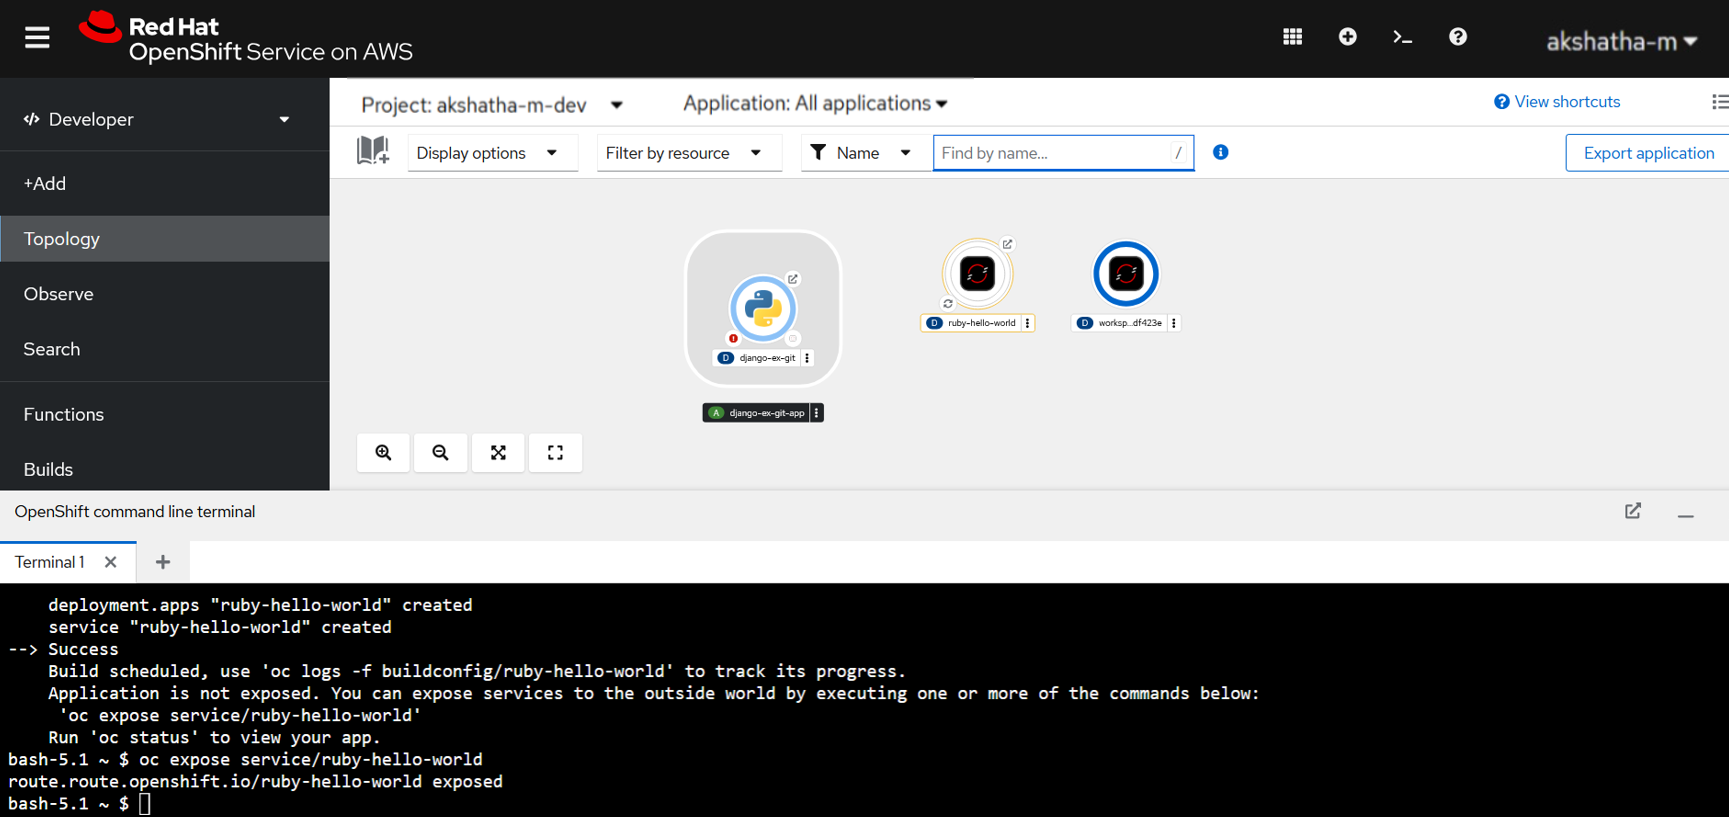 Red Hat
OpenShift Service on AWS
akshatha-m
Developer
Project: akshatha-m-dev
Application: All applications
View shortcuts
Display options
Filter by resource
Name
Find by name...
/
Export application
+Add
Topology
Observe
Search
Functions
Builds
D django-ex-git
A django-ex-git-app
D ruby-hello-world
D worksp...df423e
OpenShift command line terminal
Terminal 1
deployment.apps "ruby-hello-world" created
service "ruby-hello-world" created
--> Success
Build scheduled, use 'oc logs -f buildconfig/ruby-hello-world' to track its progress.
Application is not exposed. You can expose services to the outside world by executing one or more of the commands below:
'oc expose service/ruby-hello-world'
Run 'oc status' to view your app.
bash-5.1 ~ $ oc expose service/ruby-hello-world
route.route.openshift.io/ruby-hello-world exposed
bash-5.1 ~ $